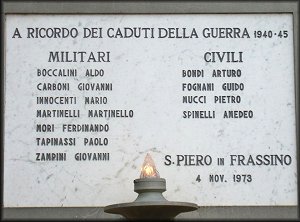 A RICORDO DEI CADUTI DELLA GUERRA 1940-45
MILITARI
BOCCALINI ALDO
CARBONI GIOVANNI
INNOCENTI MARIO
MARTINELLI MARTINELLO
MORI FERDINANDO
TAPINASSI PAOLO
ZAMPINI GIOVANNI
CIVILI
BONDI ARTURO
FOGNANI GUIDO
MUCCI PIETRO
SPINELLI AMEDEO
S. PIERO IN FRASSINO
4 NOV. 1973